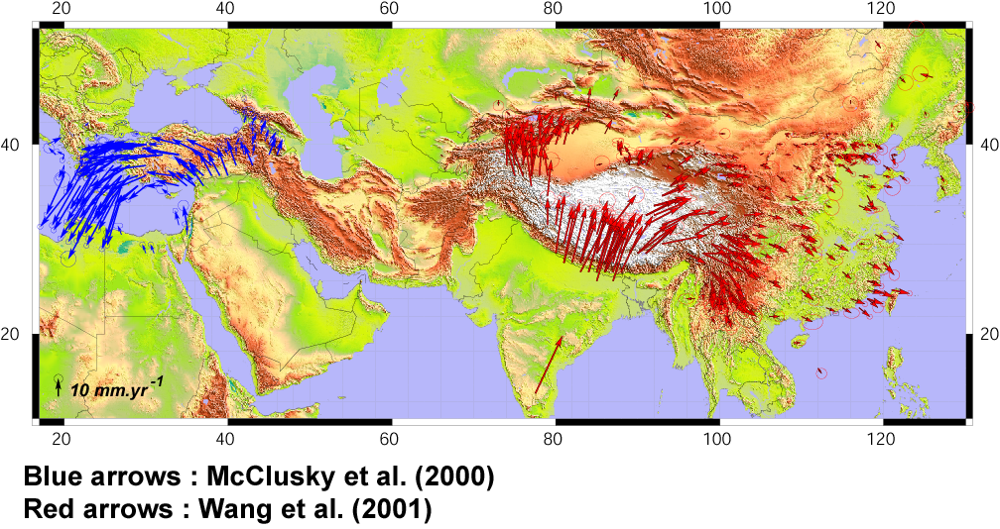 20 40 60 80 100 120
40 40
20 20
10 mm.yr-1
20 40 60 80 100 120
Blue arrows : McClusky et al. (2000)
Red arrows : Wang et al. (2001)